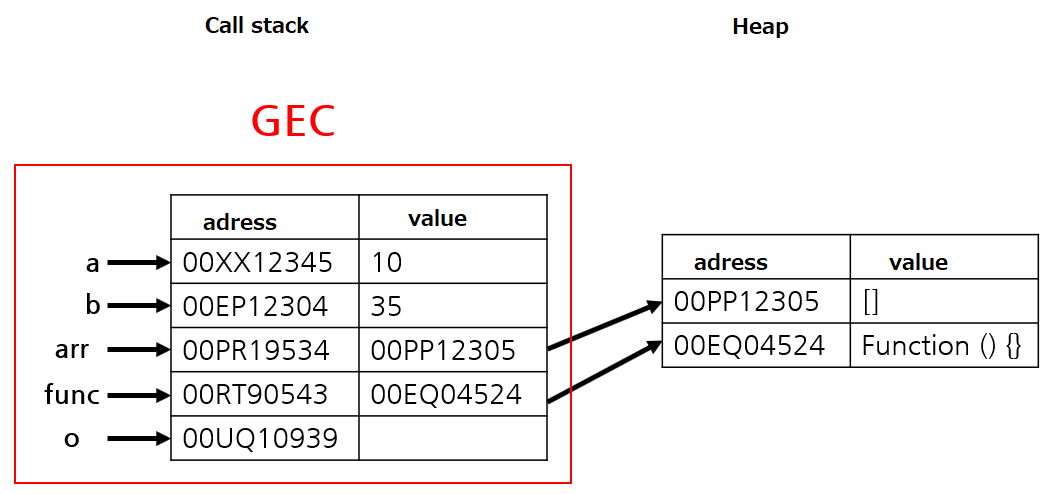 Call stack
Heap
GEC
adress value
a 00XX12345 10
b 00EP12304 35
arr 00PR19534 00PP12305
func 00RT90543 00EQ04524
o 00UQ10939
adress value
00PP12305 []
00EQ04524 Function () {}